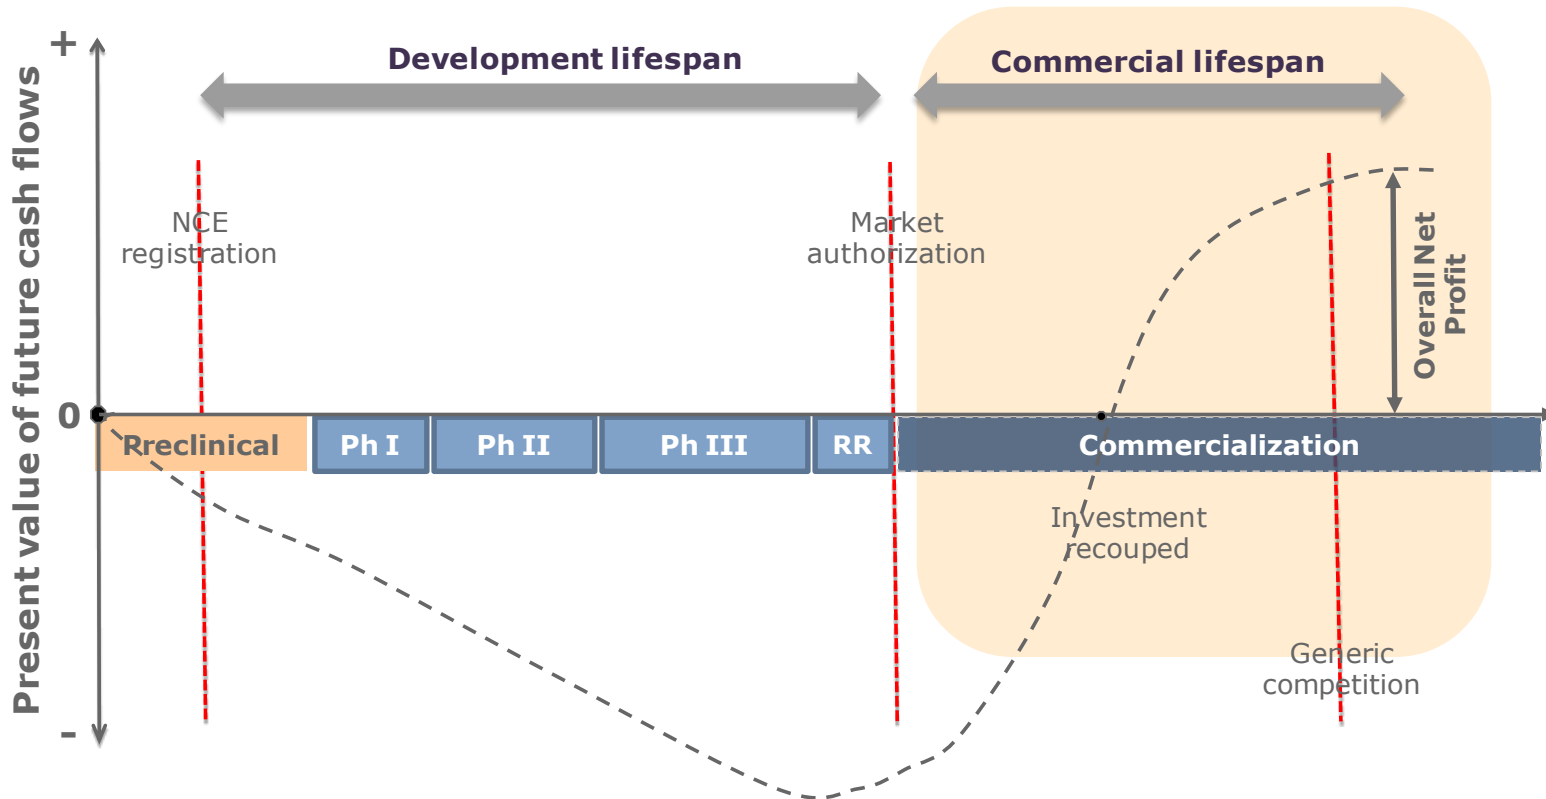 +
Development lifespan
Commercial lifespan
Present value of future cash flows
NCE
registration
Market
authorization
Overall Net
Profit
0
Preclinical
Ph I
Ph II
Ph III
RR
Commercialization
Investment
recouped
Generic
competition
-